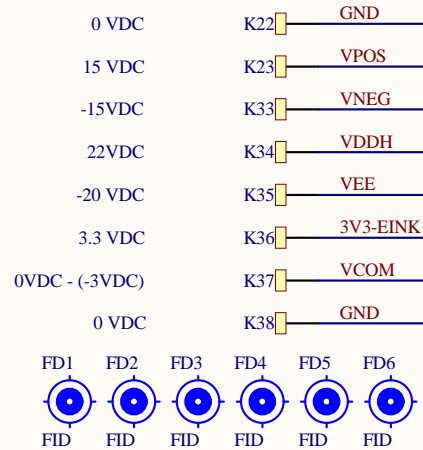 0 VDC K22 GND
15 VDC K23 VPOS
-15VDC K33 VNEG
22VDC K34 VDDH
-20 VDC K35 VEE
3.3 VDC K36 3V3-EINK
0VDC - (-3VDC) K37 VCOM
0 VDC K38 GND
FD1 FD2 FD3 FD4 FD5 FD6
FID FID FID FID FID FID